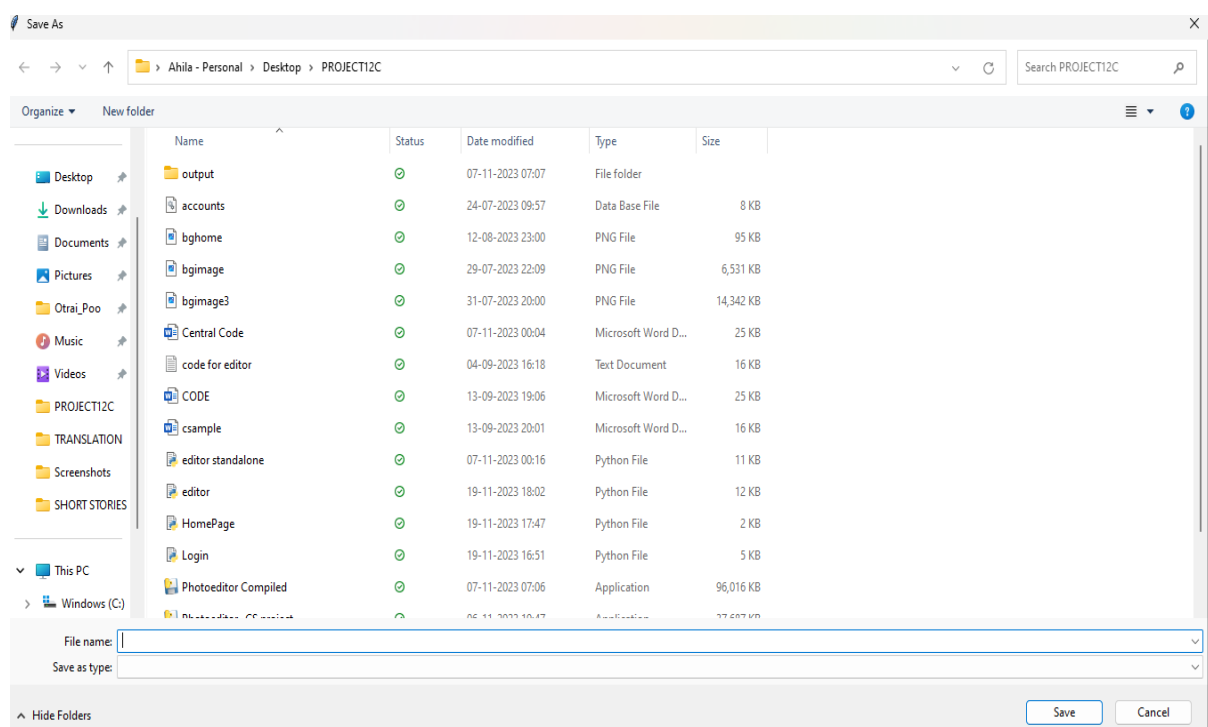 Save As
Ahila - Personal > Desktop > PROJECT12C
Search PROJECT12C
Organize
New folder
Name Status Date modified Type Size
Desktop
Downloads
Documents
Pictures
Otrai_Poo
Music
Videos
PROJECT12C
TRANSLATION
Screenshots
SHORT STORIES
This PC
Windows (C:)
output 07-11-2023 07:07 File folder
accounts 24-07-2023 09:57 Data Base File 8 KB
bghome 12-08-2023 23:00 PNG File 95 KB
bgimage 29-07-2023 22:09 PNG File 6,531 KB
bgimage3 31-07-2023 20:00 PNG File 14,342 KB
Central Code 07-11-2023 00:04 Microsoft Word D... 25 KB
code for editor 04-09-2023 16:18 Text Document 16 KB
CODE 13-09-2023 19:06 Microsoft Word D... 25 KB
csample 13-09-2023 20:01 Microsoft Word D... 16 KB
editor standalone 07-11-2023 00:16 Python File 11 KB
editor 19-11-2023 18:02 Python File 12 KB
HomePage 19-11-2023 17:47 Python File 2 KB
Login 19-11-2023 16:51 Python File 5 KB
Photoeditor Compiled 07-11-2023 07:06 Application 96,016 KB
File name:
Save as type:
Hide Folders
Save
Cancel